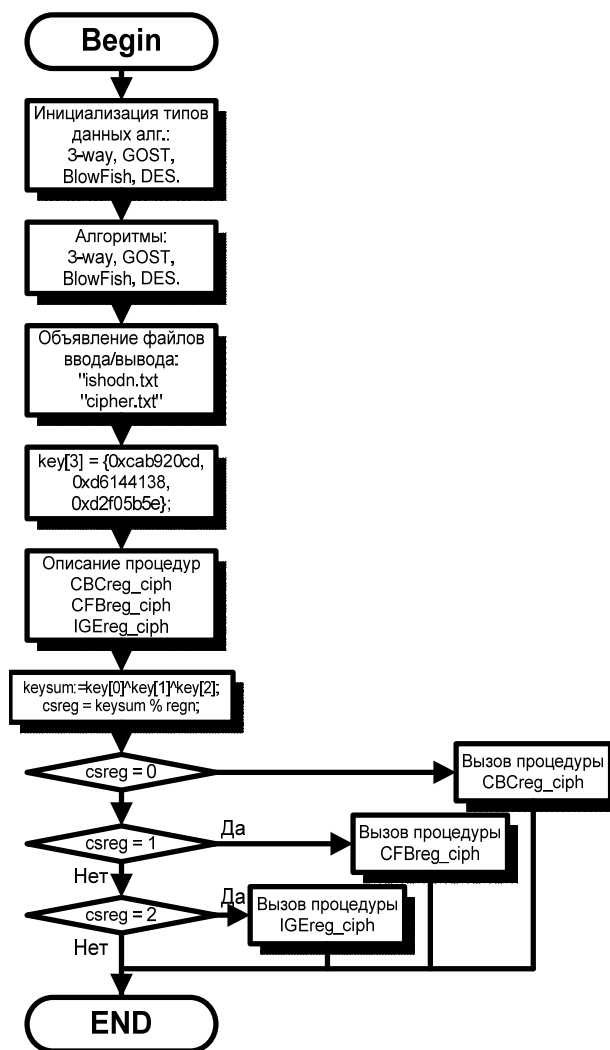 Begin
Инициализация типов
данных алг.:
3-way, GOST,
BlowFish, DES.
Алгоритмы:
3-way, GOST,
BlowFish, DES.
Объявление файлов
ввода/вывода:
"ishodn.txt
"cipher.txt"
key[3] = {0xcab920cd,
0xd6144138,
0xd2f05b5e};
Описание процедур
CBCreg_ciph
CFBreg_ciph
IGEreg_ciph
keysum:=key[0]^key[1]^key[2];
csreg = keysum % regn;
csreg = 0
Вызов процедуры
CBCreg_ciph
csreg = 1
Да
Вызов процедуры
CFBreg_ciph
Нет
csreg = 2
Да
Вызов процедуры
IGEreg_ciph
Нет
END